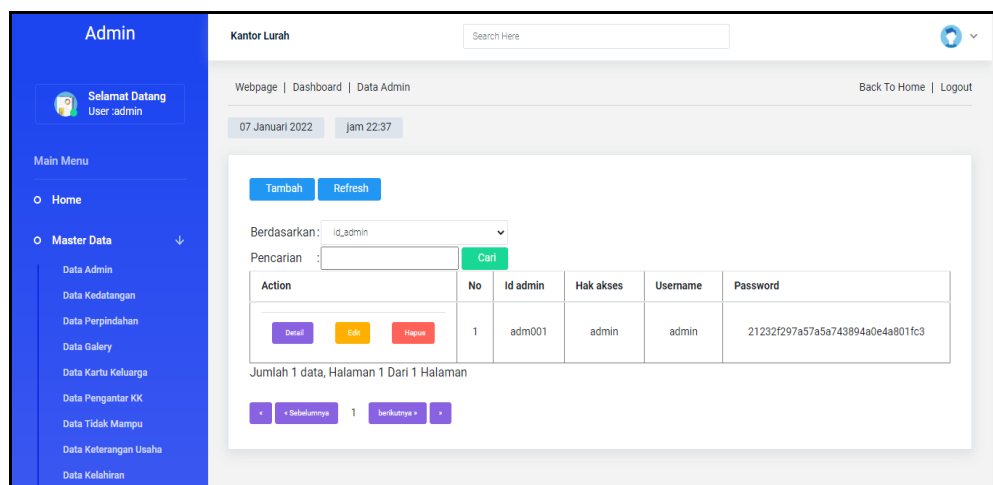 Admin
Kantor Lurah
Search Here
Selamat Datang
User :admin
Webpage | Dashboard | Data Admin
Back To Home | Logout
07 Januari 2022
jam 22:37
Main Menu
Home
Master Data
Data Admin
Data Kedatangan
Data Perpindahan
Data Galery
Data Kartu Keluarga
Data Pengantar KK
Data Tidak Mampu
Data Keterangan Usaha
Data Kelahiran
Tambah Refresh
Berdasarkan : id_admin
Pencarian : Cari
Action No Id admin Hak akses Username Password
Detail Edit Hapus 1 adm001 admin admin 21232f297a57a5a743894a0e4a801fc3
Jumlah 1 data, Halaman 1 Dari 1 Halaman
« « Sebelumnya 1 berikutnya » »